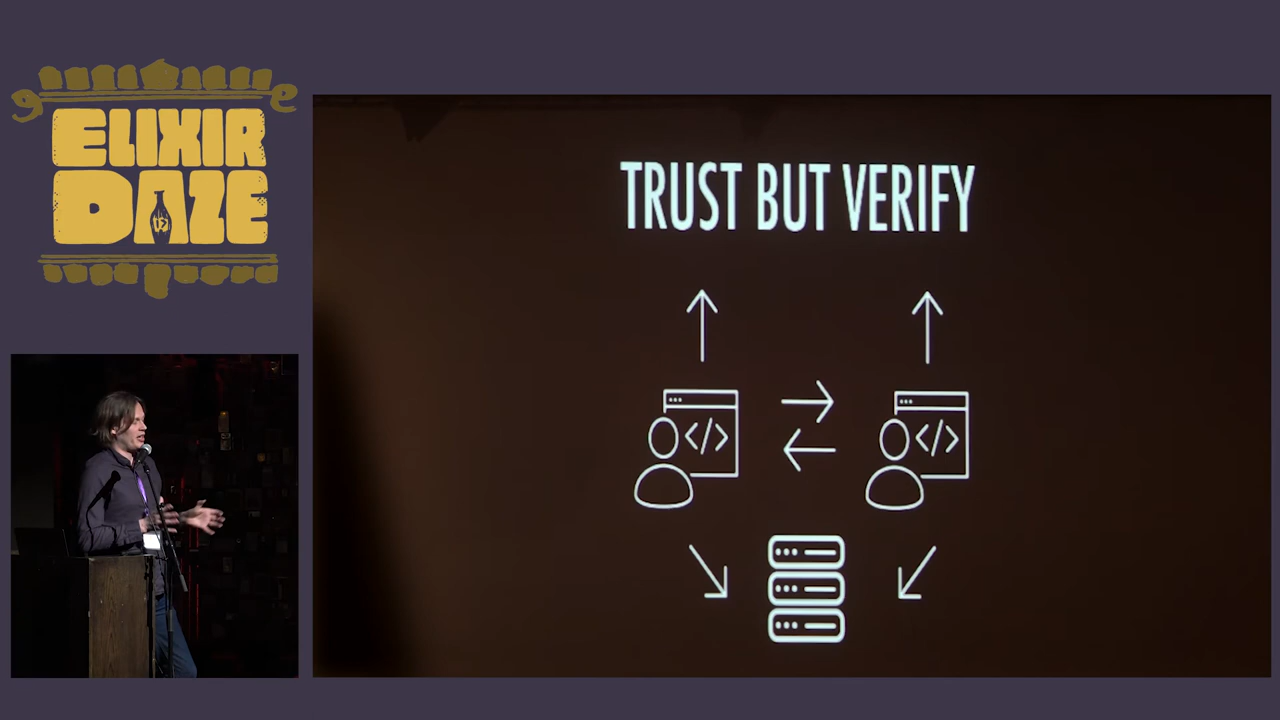 ELIXIR
DAZE
TRUST BUT VERIFY
</>
</>